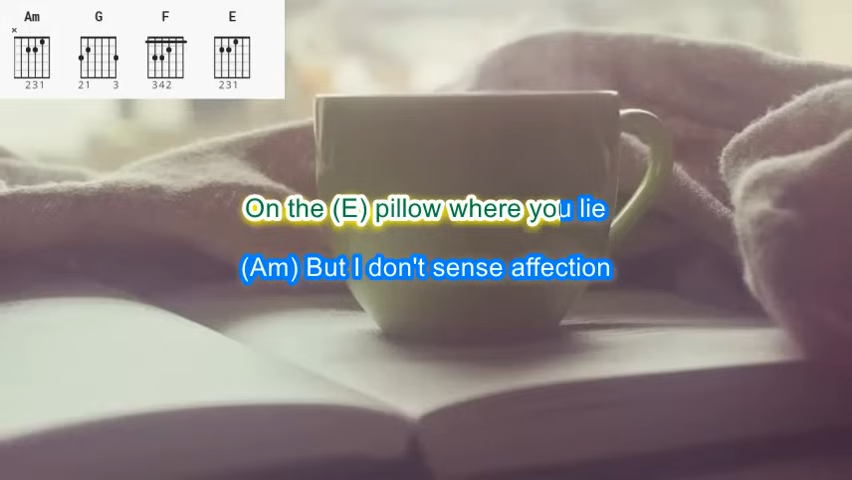 Am G F E
×
231 21 3 342 231
On the (E) pillow where you lie
(Am) But I don't sense affection